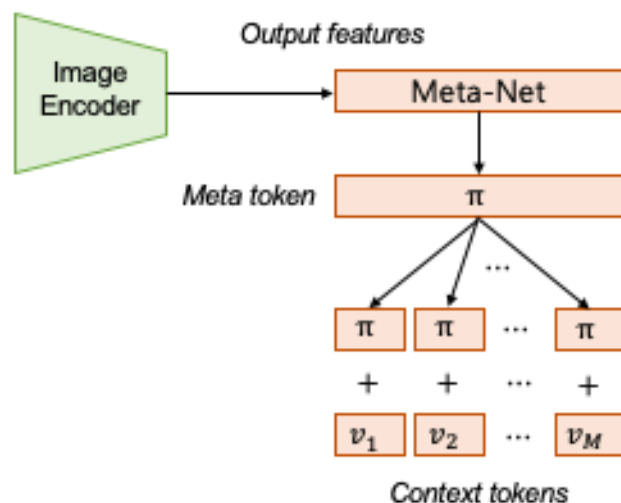 Output features
Image
Encoder
Meta-Net
Meta token
π
...
π π ... π
+ + ... +
v₁ v₂ ... v_M
Context tokens